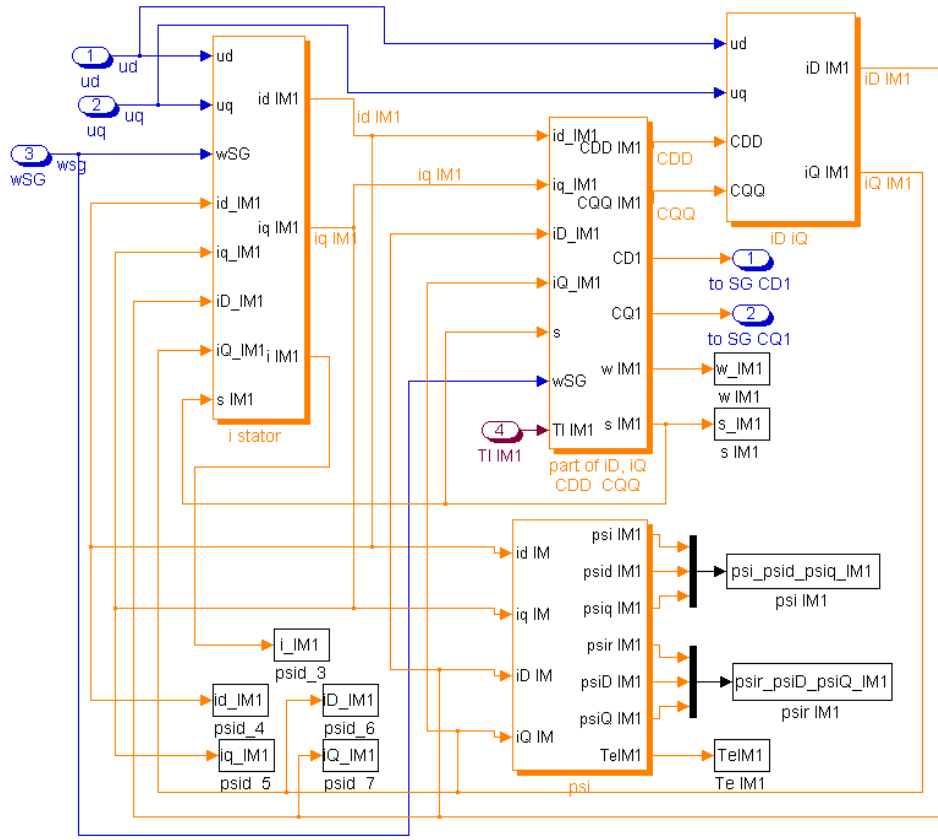 1
ud
ud
2
uq
uq
3
wSG
wsg
ud
uq
wSG
id_IM1
iq_IM1
iD_IM1
iQ_IM1
s IM1
id IM1
iq IM1
i IM1
i stator
id IM1
iq IM1
iq IM1
id_IM1
iq_IM1
iD_IM1
iQ_IM1
s
wSG
Tl IM1
CDD IM1
CQQ IM1
CD1
CQ1
w IM1
s IM1
part of iD, iQ
CDD CQQ
4
Tl IM1
CDD
CQQ
ud
uq
CDD
CQQ
iD IM1
iQ IM1
iD iQ
iD IM1
iQ IM1
1
to SG CD1
2
to SG CQ1
w_IM1
w IM1
s_IM1
s IM1
id IM
iq IM
iD IM
iQ IM
psi IM1
psid IM1
psiq IM1
psir IM1
psiD IM1
psiQ IM1
TeIM1
psi
psi_psid_psiq_IM1
psi IM1
psir_psiD_psiQ_IM1
psir IM1
TeIM1
Te IM1
i_IM1
psid_3
id_IM1
psid_4
iD_IM1
psid_6
iq_IM1
psid 5
iQ_IM1
psid 7